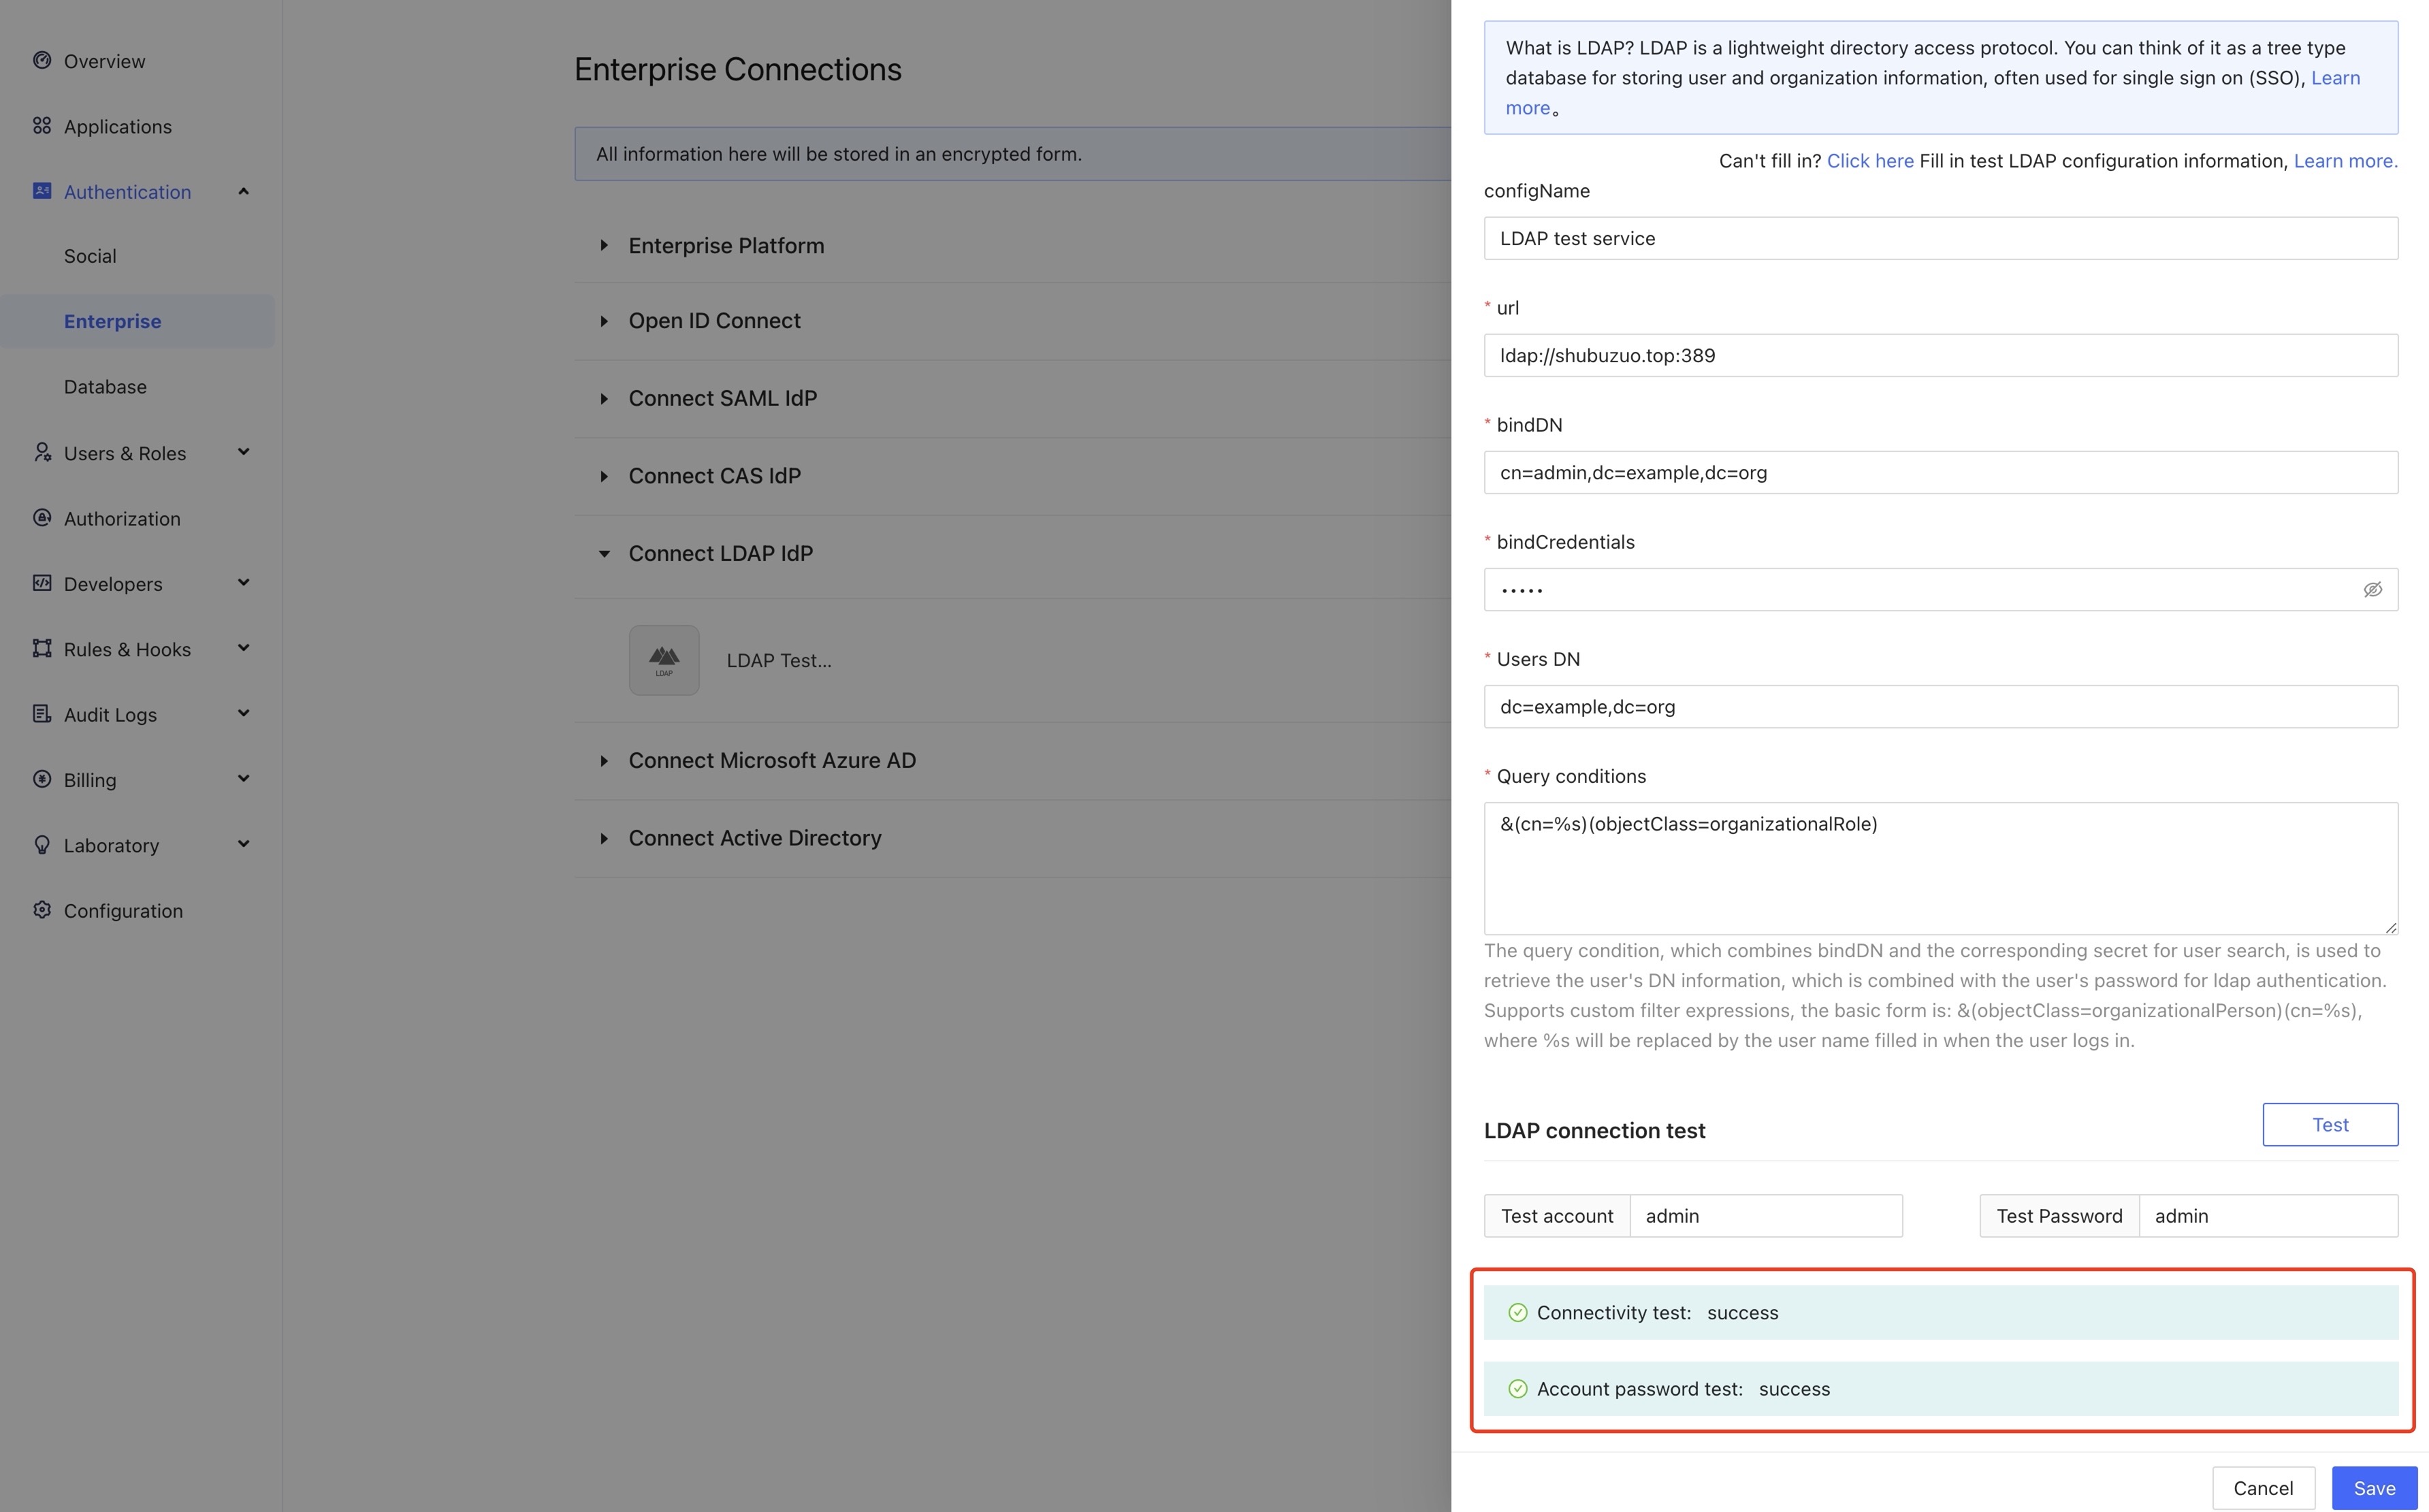 Overview
Applications
Authentication
Social
Enterprise
Database
Users & Roles
Authorization
Developers
Rules & Hooks
Audit Logs
Billing
Laboratory
Configuration
Enterprise Connections
All information here will be stored in an encrypted form.
Enterprise Platform
Open ID Connect
Connect SAML IdP
Connect CAS IdP
Connect LDAP IdP
LDAP
LDAP Test...
Connect Microsoft Azure AD
Connect Active Directory
What is LDAP? LDAP is a lightweight directory access protocol. You can think of it as a tree type
database for storing user and organization information, often used for single sign on (SSO), Learn
more。
Can't fill in? Click here Fill in test LDAP configuration information, Learn more.
configName
LDAP test service
* url
ldap://shubuzuo.top:389
* bindDN
cn=admin,dc=example,dc=org
* bindCredentials
•••••
* Users DN
dc=example,dc=org
* Query conditions
&(cn=%s)(objectClass=organizationalRole)
The query condition, which combines bindDN and the corresponding secret for user search, is used to
retrieve the user's DN information, which is combined with the user's password for ldap authentication.
Supports custom filter expressions, the basic form is: &(objectClass=organizationalPerson)(cn=%s),
where %s will be replaced by the user name filled in when the user logs in.
LDAP connection test
Test
Test account admin
Test Password admin
Connectivity test: success
Account password test: success
Cancel
Save